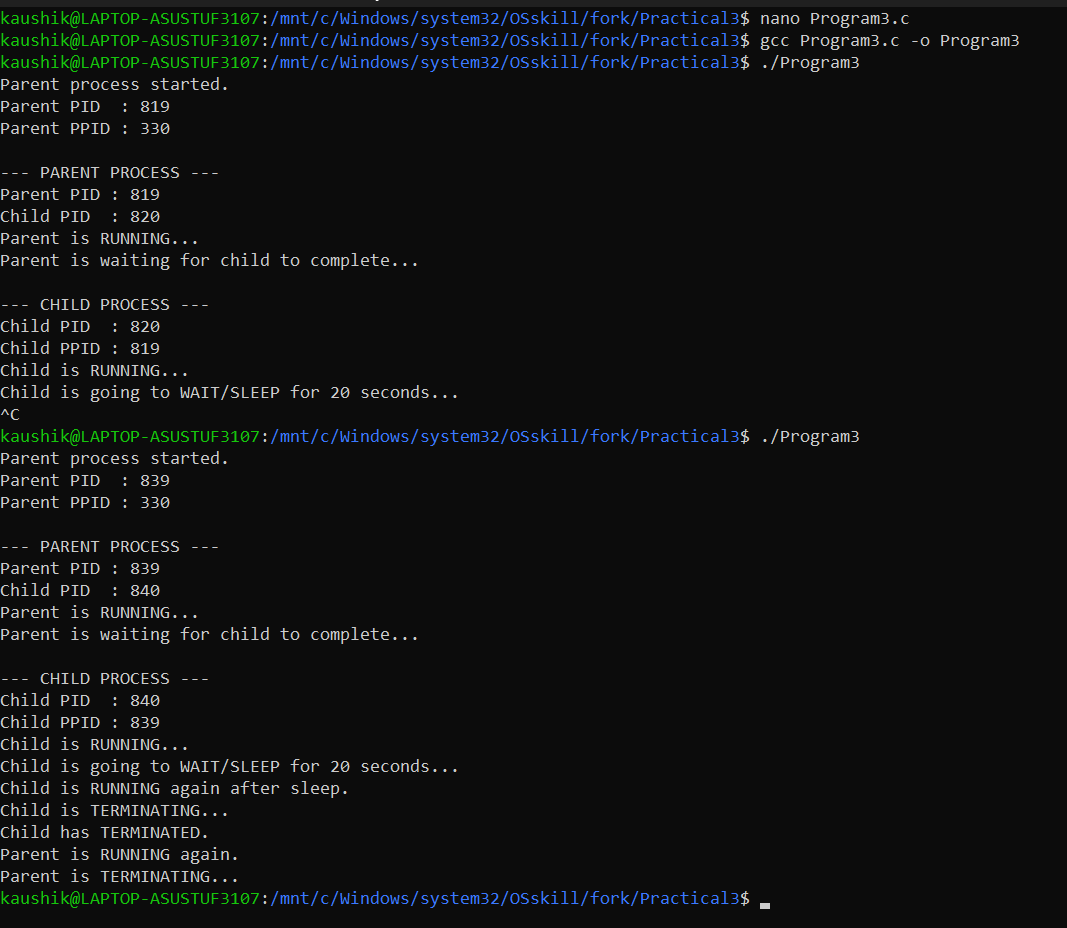 kaushik@LAPTOP-ASUSTUF3107:/mnt/c/Windows/system32/OSskill/fork/Practical3$ nano Program3.c
kaushik@LAPTOP-ASUSTUF3107:/mnt/c/Windows/system32/OSskill/fork/Practical3$ gcc Program3.c -o Program3
kaushik@LAPTOP-ASUSTUF3107:/mnt/c/Windows/system32/OSskill/fork/Practical3$ ./Program3
Parent process started.
Parent PID  : 819
Parent PPID : 330

--- PARENT PROCESS ---
Parent PID : 819
Child PID  : 820
Parent is RUNNING...
Parent is waiting for child to complete...

--- CHILD PROCESS ---
Child PID  : 820
Child PPID : 819
Child is RUNNING...
Child is going to WAIT/SLEEP for 20 seconds...
^C
kaushik@LAPTOP-ASUSTUF3107:/mnt/c/Windows/system32/OSskill/fork/Practical3$ ./Program3
Parent process started.
Parent PID  : 839
Parent PPID : 330

--- PARENT PROCESS ---
Parent PID : 839
Child PID  : 840
Parent is RUNNING...
Parent is waiting for child to complete...

--- CHILD PROCESS ---
Child PID  : 840
Child PPID : 839
Child is RUNNING...
Child is going to WAIT/SLEEP for 20 seconds...
Child is RUNNING again after sleep.
Child is TERMINATING...
Child has TERMINATED.
Parent is RUNNING again.
Parent is TERMINATING...
kaushik@LAPTOP-ASUSTUF3107:/mnt/c/Windows/system32/OSskill/fork/Practical3$